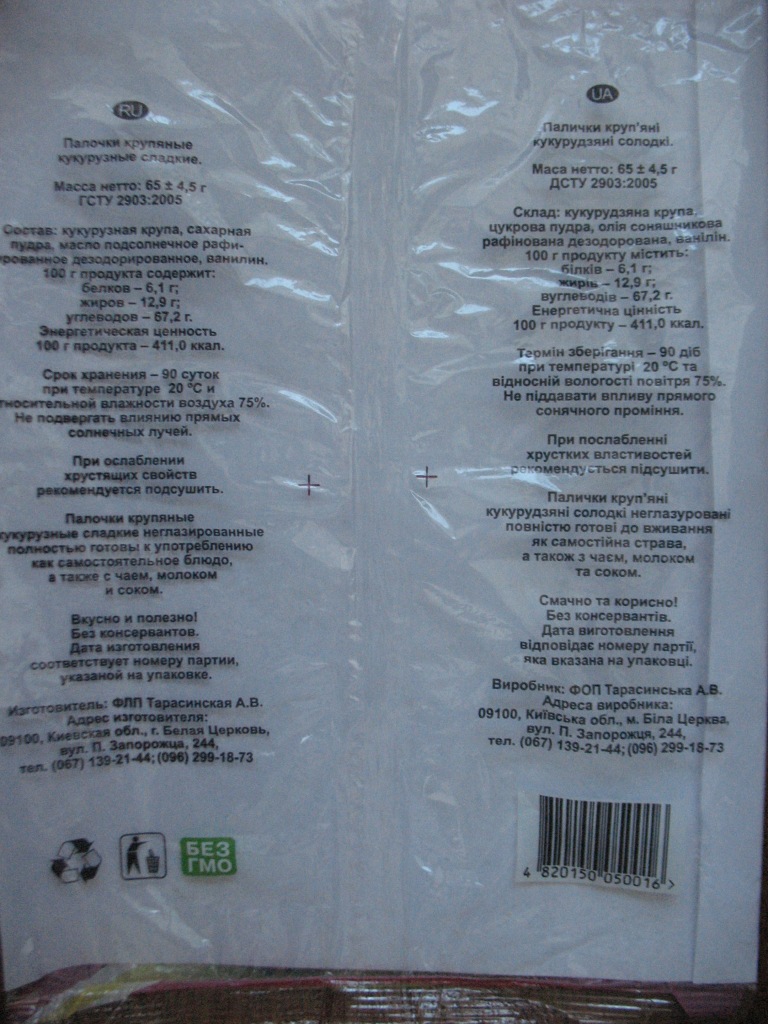 RU
Палочки крупяные
кукурузные сладкие.
Масса нетто: 65 ± 4,5 г
ГСТУ 2903:2005
Состав: кукурузная крупа, сахарная
пудра, масло подсолнечное рафи-
рованное дезодорированное, ванилин.
100 г продукта содержит:
белков – 6,1 г;
жиров – 12,9 г;
углеводов – 67,2 г.
Энергетическая ценность
100 г продукта – 411,0 ккал.
Срок хранения – 90 суток
при температуре 20 °С и
тносительной влажности воздуха 75%.
Не подвергать влиянию прямых
солнечных лучей.
При ослаблении
хрустящих свойств
рекомендуется подсушить.
Палочки крупяные
кукурузные сладкие неглазированные
полностью готовы к употреблению
как самостоятельное блюдо,
а также с чаем, молоком
и соком.
Вкусно и полезно!
Без консервантов.
Дата изготовления
соответствует номеру партии,
указаной на упаковке.
Изготовитель: ФЛП Тарасинская А.В.
Адрес изготовителя:
09100, Киевская обл., г. Белая Церковь,
вул. П. Запорожца, 244,
тел. (067) 139-21-44; (096) 299-18-73
БЕЗ
ГМО
UA
Палички круп'яні
кукурудзяні солодкі.
Маса нетто: 65 ± 4,5 г
ДСТУ 2903:2005
Склад: кукурудзяна крупа,
цукрова пудра, олія соняшникова
рафінована дезодорована, ванілін.
100 г продукту містить:
білків – 6,1 г;
жирів – 12,9 г;
вуглеводів – 67,2 г.
Енергетична цінність
100 г продукту – 411,0 ккал.
Термін зберігання – 90 діб
при температурі 20 °С та
відносній вологості повітря 75%.
Не піддавати впливу прямого
сонячного проміння.
При послабленні
хрустких властивостей
рекомендується підсушити.
Палички круп'яні
кукурудзяні солодкі неглазуровані
повністю готові до вживання
як самостійна страва,
а також з чаєм, молоком
та соком.
Смачно та корисно!
Без консервантів.
Дата виготовлення
відповідає номеру партії,
яка вказана на упаковці.
Виробник: ФОП Тарасинська А.В.
Адреса виробника:
09100, Київська обл., м. Біла Церква,
вул. П. Запорожця, 244,
тел. (067) 139-21-44; (096) 299-18-73
4 820150 050016 >